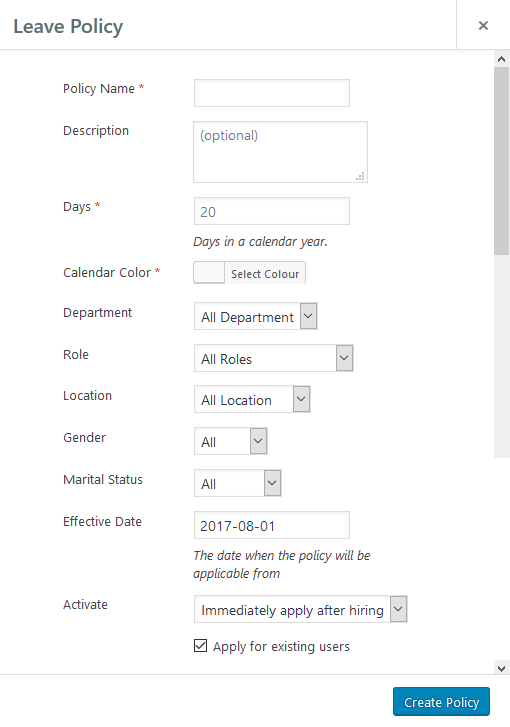 Leave Policy ×
Policy Name *
Description (optional)
Days * 20
Days in a calendar year.
Calendar Color * Select Colour
Department All Department
Role All Roles
Location All Location
Gender All
Marital Status All
Effective Date 2017-08-01
The date when the policy will be
applicable from
Activate Immediately apply after hiring
Apply for existing users
Create Policy